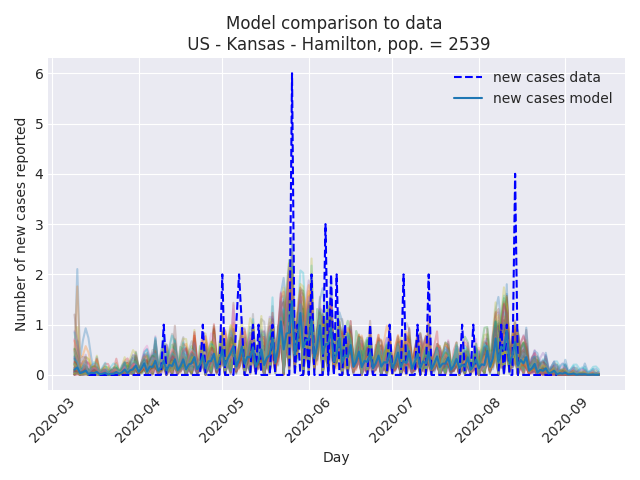 Model comparison to data
US - Kansas - Hamilton, pop. = 2539
new cases data
new cases model
Number of new cases reported
6
5
4
3
2
1
0
2020-03
2020-04
2020-05
2020-06
2020-07
2020-08
2020-09
Day